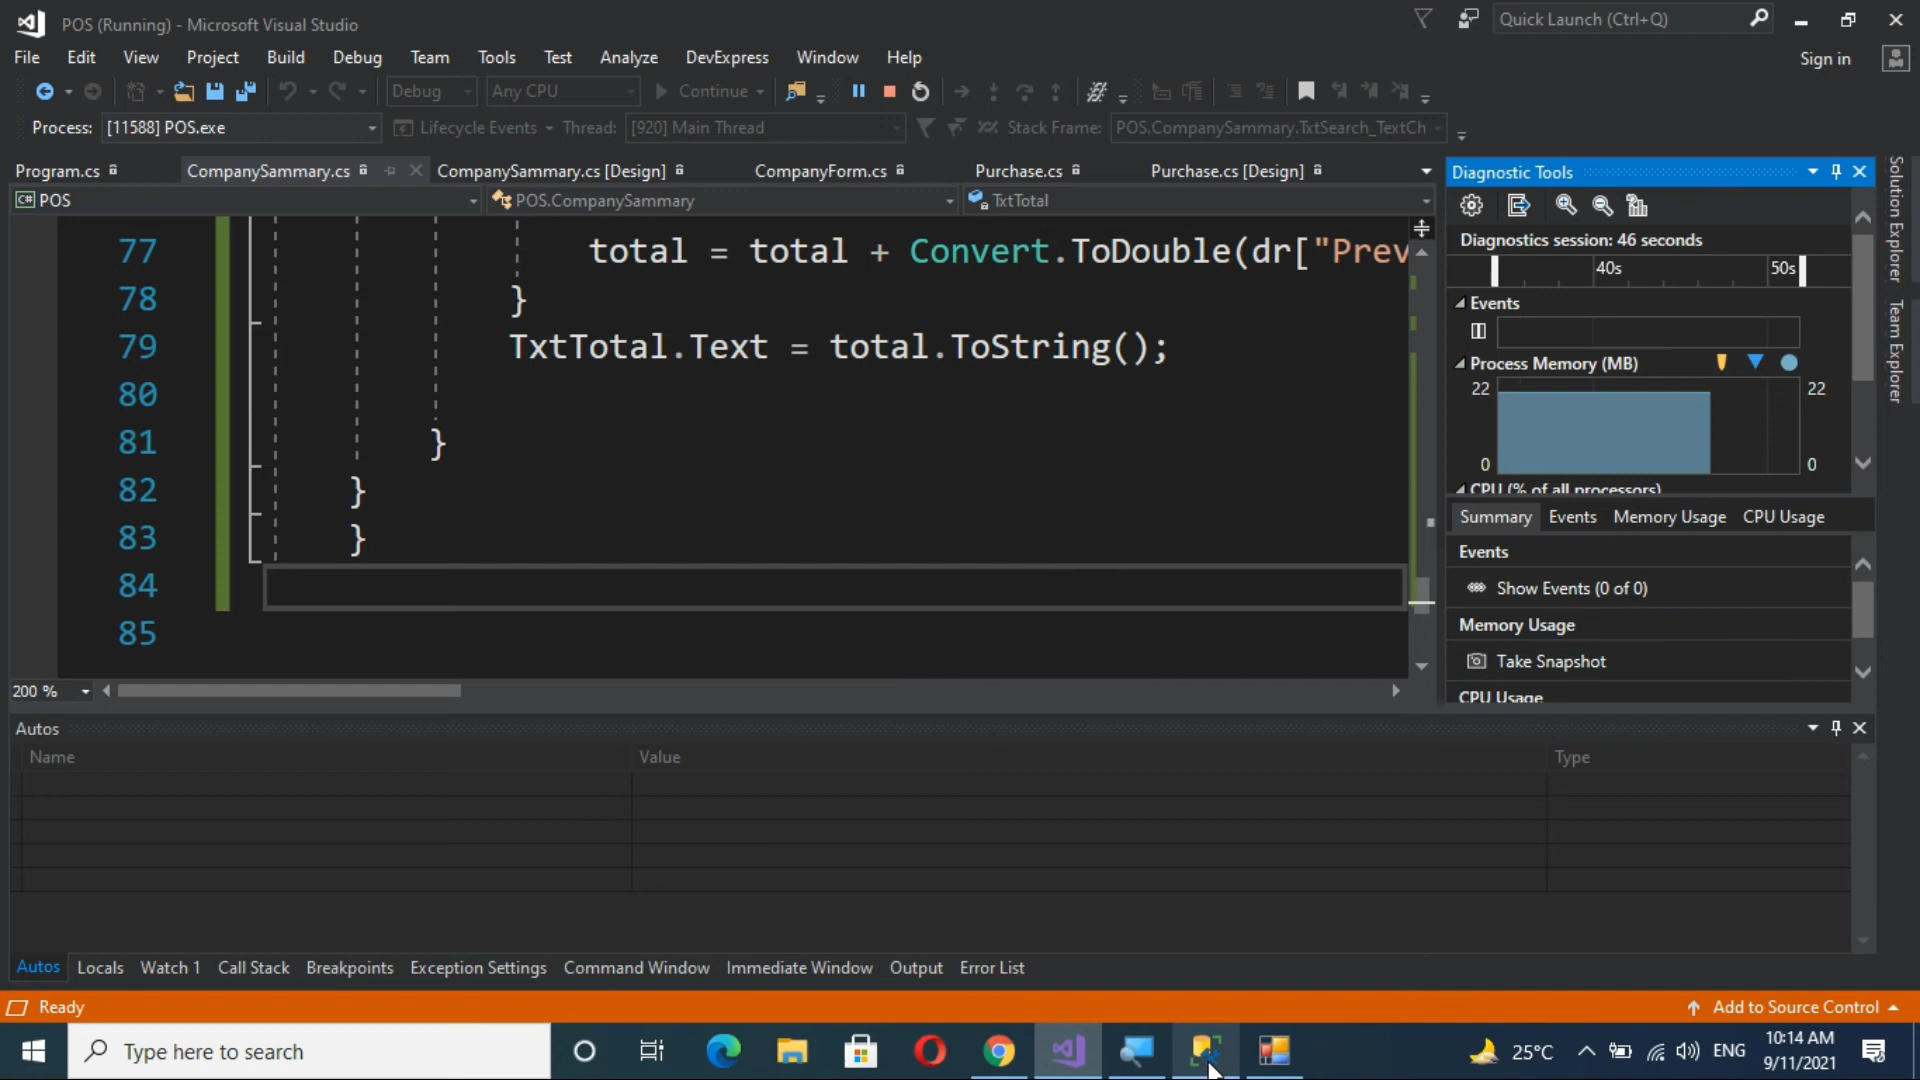 POS (Running) - Microsoft Visual Studio
Quick Launch (Ctrl+Q)
File Edit View Project Build Debug Team Tools Test Analyze DevExpress Window Help
Sign in
Debug Any CPU Continue
Process: [11588] POS.exe Lifecycle Events Thread: [920] Main Thread Stack Frame: POS.CompanySammary.TxtSearch_TextCh
Program.cs CompanySammary.cs CompanySammary.cs [Design] CompanyForm.cs Purchase.cs Purchase.cs [Design]
C# POS POS.CompanySammary TxtTotal
77 total = total + Convert.ToDouble(dr["Prev
78 }
79 TxtTotal.Text = total.ToString();
80
81 }
82 }
83 }
84
85
200 %
Diagnostic Tools
Diagnostics session: 46 seconds
40s 50s
Events
Process Memory (MB)
22 22
0 0
CPU (% of all processors)
Summary Events Memory Usage CPU Usage
Events
Show Events (0 of 0)
Memory Usage
Take Snapshot
CPU Usage
Solution Explorer
Team Explorer
Autos
Name Value Type
Autos Locals Watch 1 Call Stack Breakpoints Exception Settings Command Window Immediate Window Output Error List
Ready
Add to Source Control
Type here to search
25°C
ENG
10:14 AM
9/11/2021